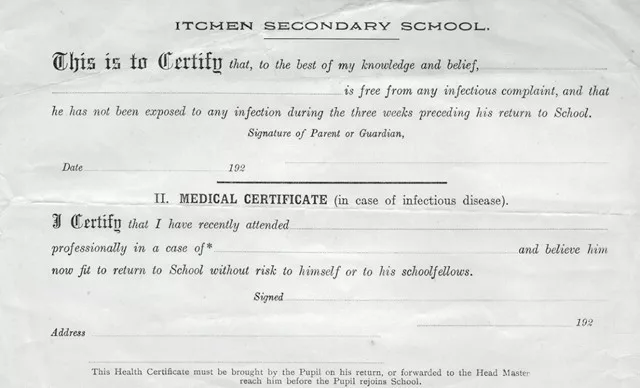 ITCHEN SECONDARY SCHOOL.
This is to Certify that, to the best of my knowledge and belief,
is free from any infectious complaint, and that
he has not been exposed to any infection during the three weeks preceding his return to School.
Signature of Parent or Guardian,
Date 192
II. MEDICAL CERTIFICATE (in case of infectious disease).
I Certify that I have recently attended
professionally in a case of* and believe him
now fit to return to School without risk to himself or to his schoolfellows.
Signed
192
Address
This Health Certificate must be brought by the Pupil on his return, or forwarded to the Head Master
reach him before the Pupil rejoins School.